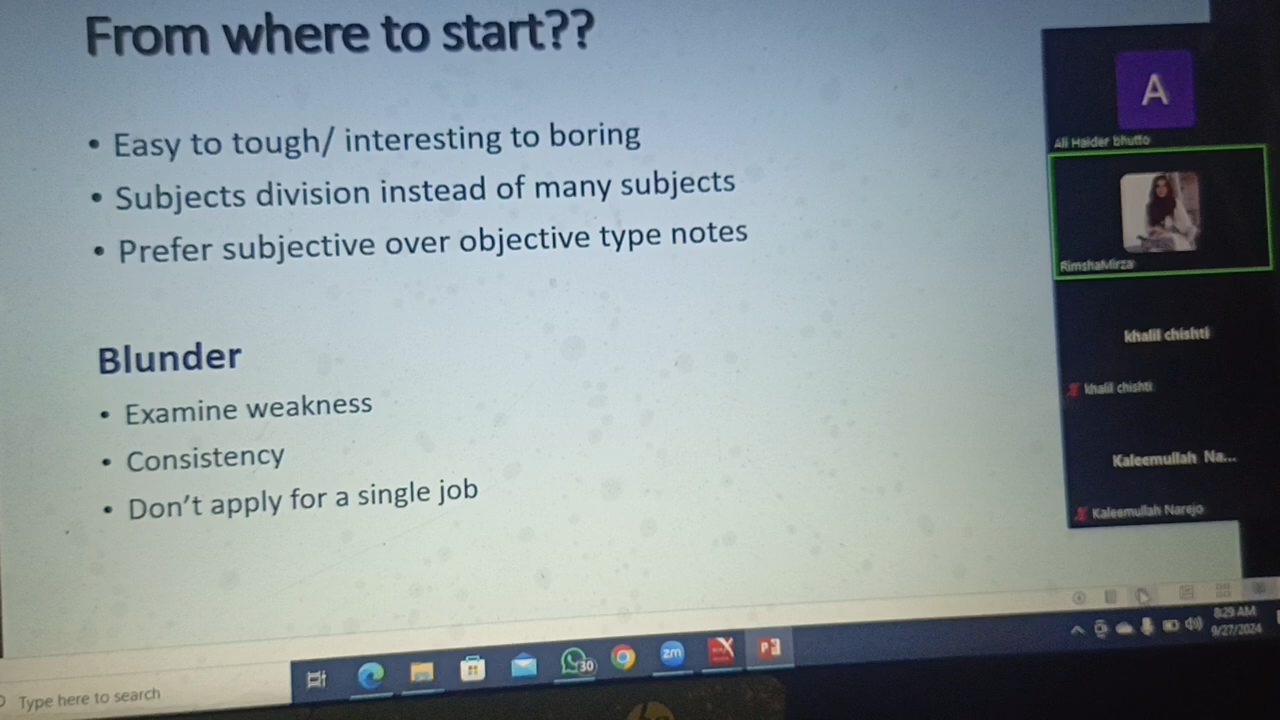 From where to start??
• Easy to tough/ interesting to boring
• Subjects division instead of many subjects
• Prefer subjective over objective type notes
Blunder
• Examine weakness
• Consistency
• Don't apply for a single job
A
Ali Haider bhutto
RimshaMirza
khalil chishti
khalil chishti
Kaleemullah Na...
Kaleemullah Narejo
8:29 AM
9/27/2024
30
zm
Type here to search